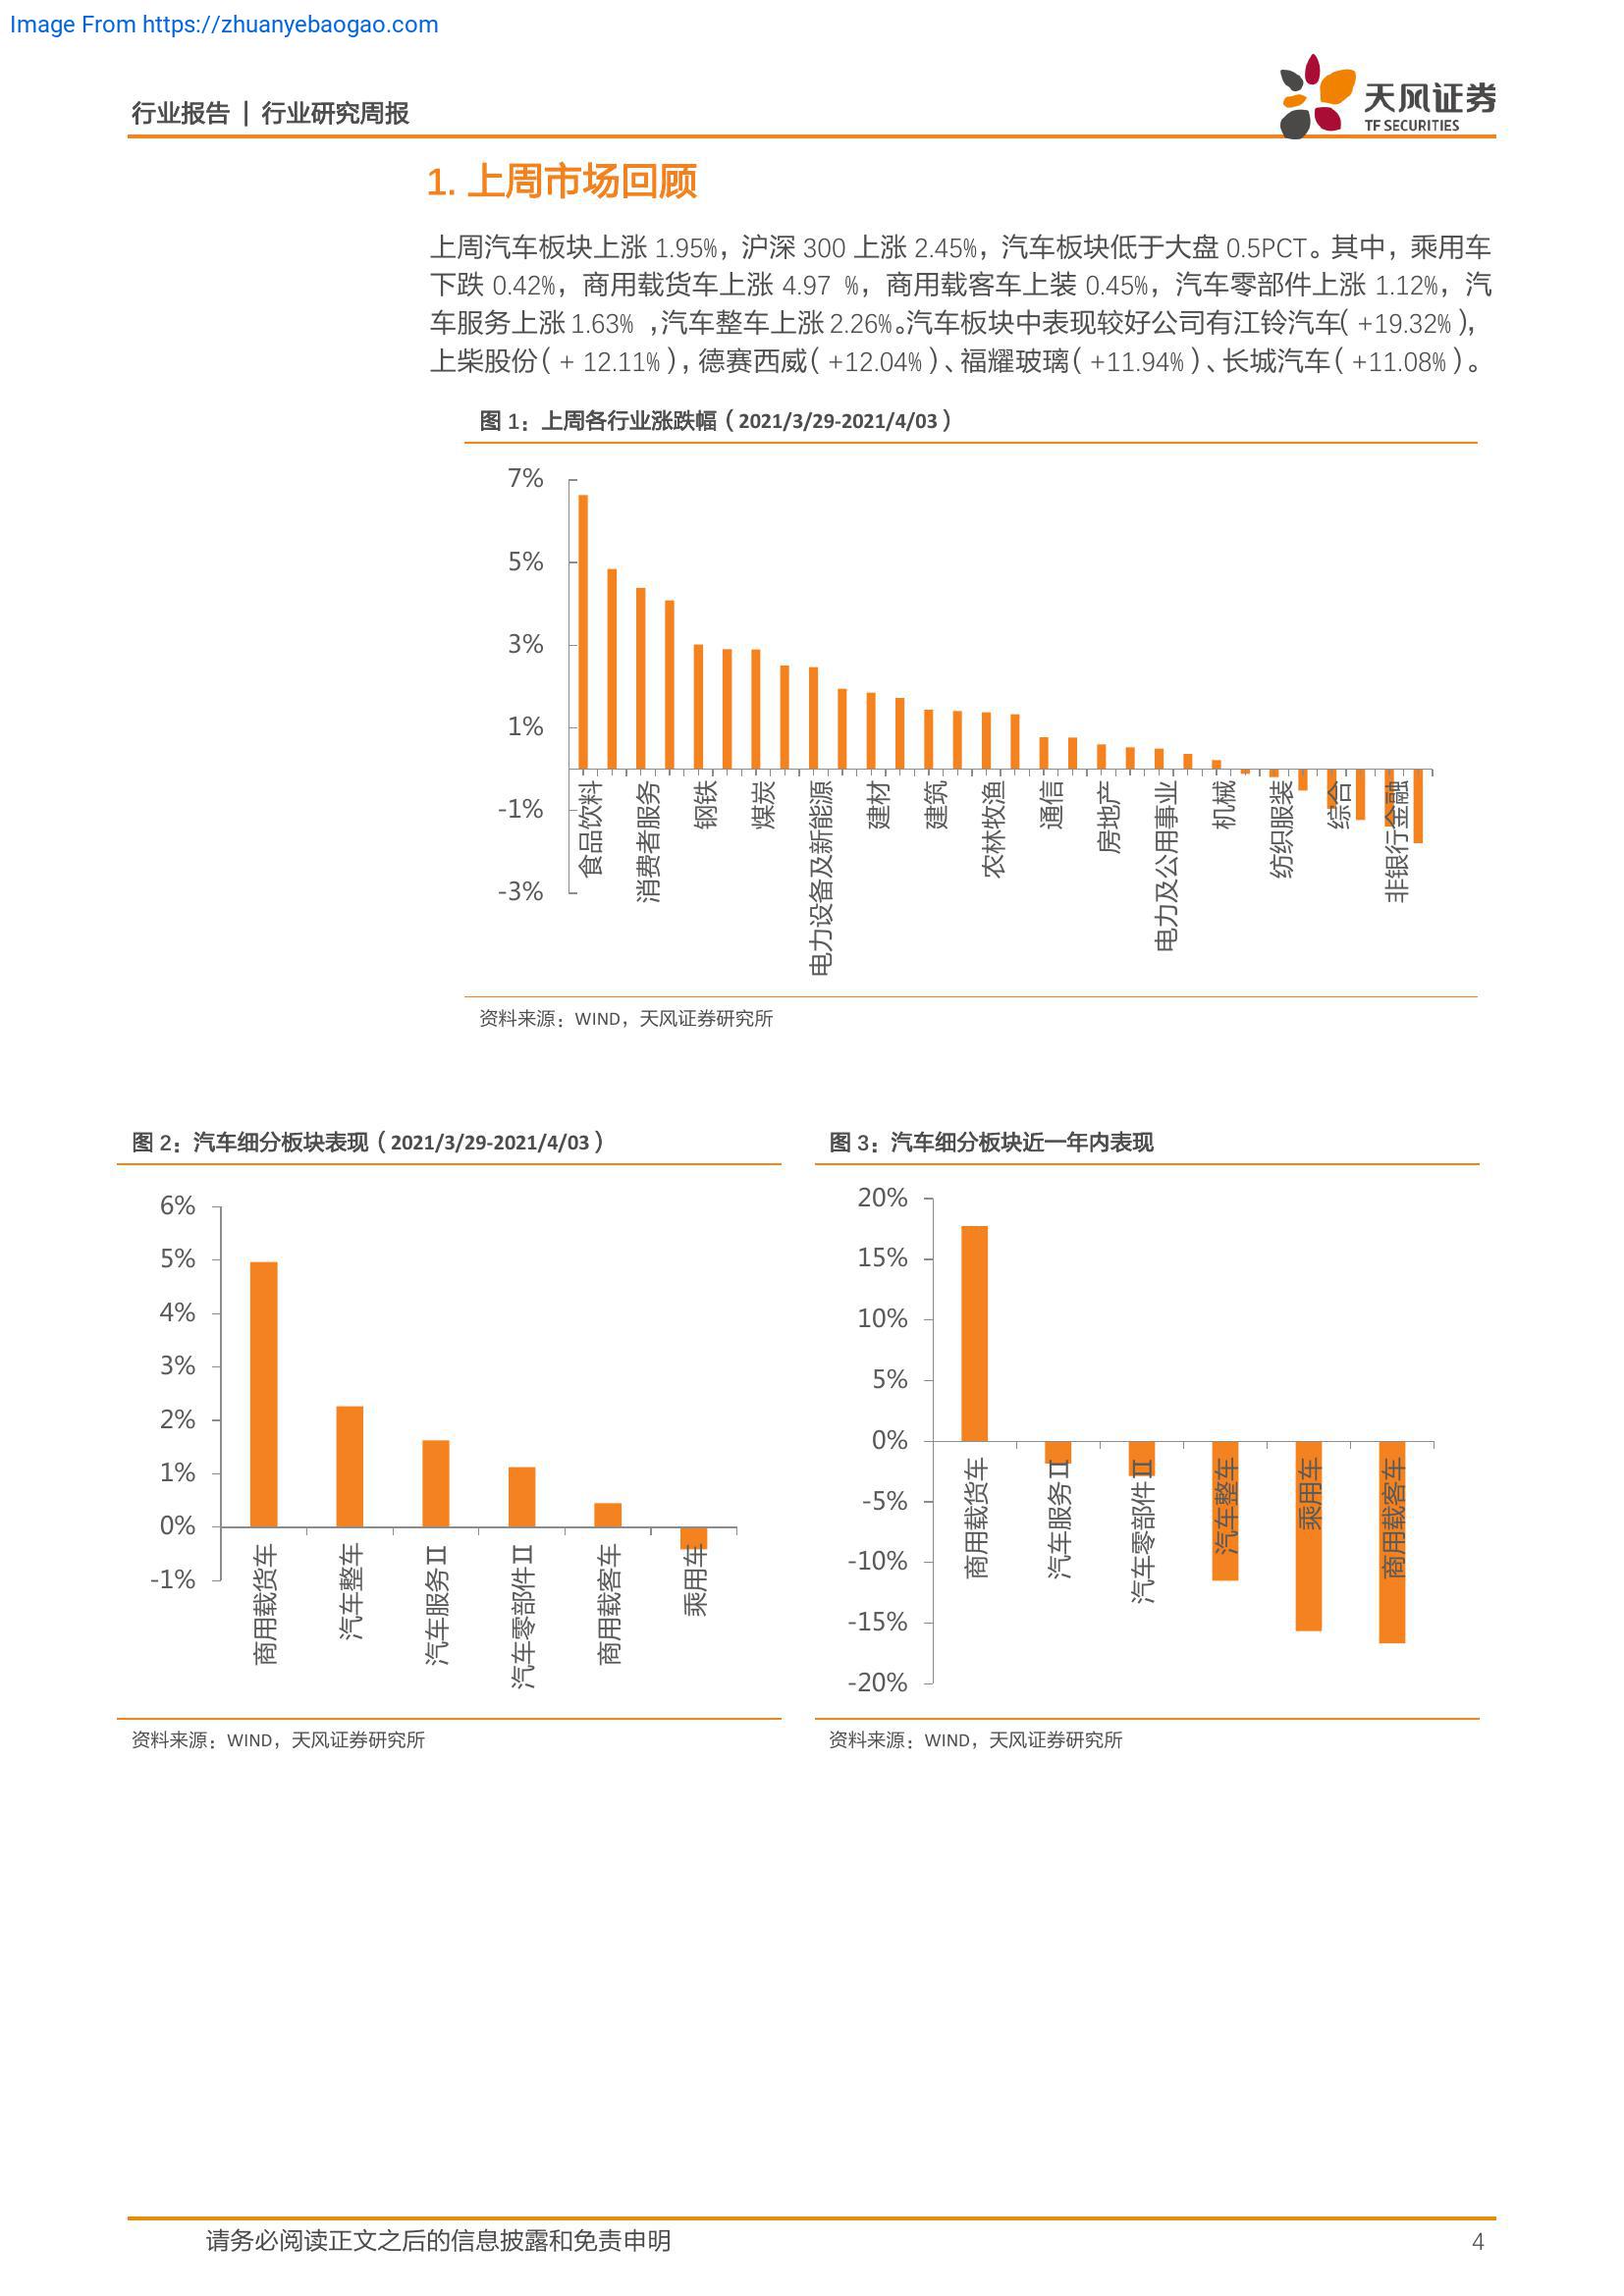 Image From https://zhuanyebaogao.com
行业报告 | 行业研究周报
天风证券
TF SECURITIES
1. 上周市场回顾
上周汽车板块上涨 1.95%，沪深 300 上涨 2.45%，汽车板块低于大盘 0.5PCT。其中，乘用车
下跌 0.42%，商用载货车上涨 4.97 %，商用载客车上装 0.45%，汽车零部件上涨 1.12%，汽
车服务上涨 1.63% ，汽车整车上涨 2.26%。汽车板块中表现较好公司有江铃汽车（+19.32%），
上柴股份（+ 12.11%），德赛西威（+12.04%）、福耀玻璃（+11.94%）、长城汽车（+11.08%）。
图 1：上周各行业涨跌幅（2021/3/29-2021/4/03）
7%
5%
3%
1%
-1%
-3%
食品饮料
消费者服务
钢铁
煤炭
电力设备及新能源
建材
建筑
农林牧渔
通信
房地产
电力及公用事业
机械
纺织服装
综合
非银行金融
资料来源：WIND，天风证券研究所
图 2：汽车细分板块表现（2021/3/29-2021/4/03）
6%
5%
4%
3%
2%
1%
0%
-1%
商用载货车
汽车整车
汽车服务Ⅱ
汽车零部件Ⅱ
商用载客车
乘用车
资料来源：WIND，天风证券研究所
图 3：汽车细分板块近一年内表现
20%
15%
10%
5%
0%
-5%
-10%
-15%
-20%
商用载货车
汽车服务Ⅱ
汽车零部件Ⅱ
汽车整车
乘用车
商用载客车
资料来源：WIND，天风证券研究所
请务必阅读正文之后的信息披露和免责申明
4